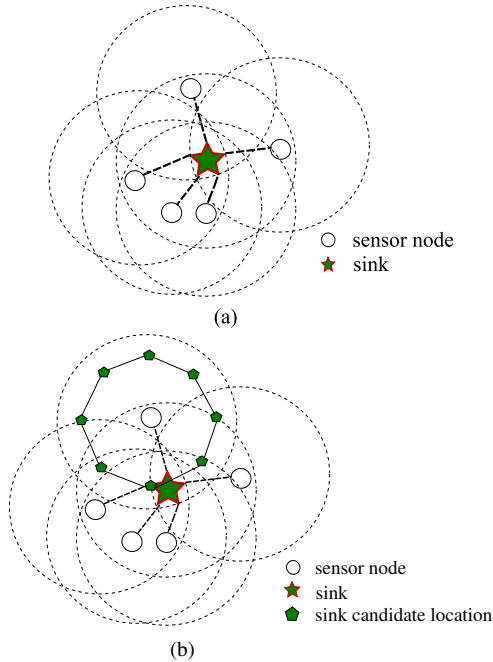 sensor node
sink
(a)
sensor node
sink
sink candidate location
(b)